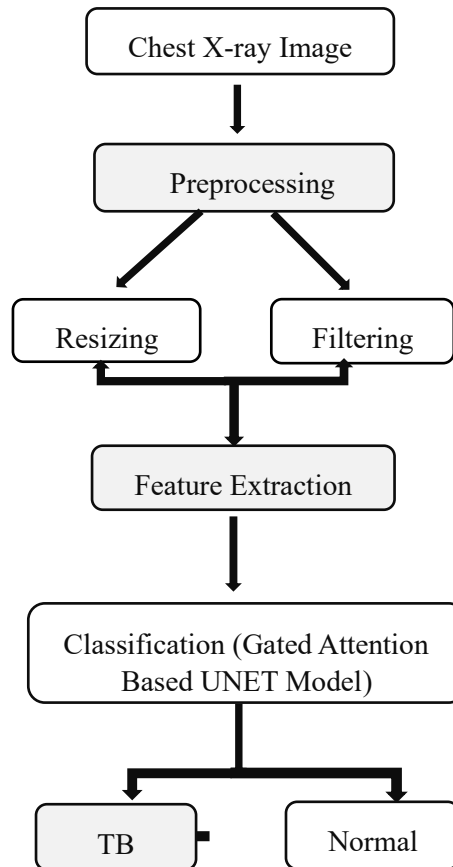 Chest X-ray Image
Preprocessing
Resizing
Filtering
Feature Extraction
Classification (Gated Attention
Based UNET Model)
TB
Normal